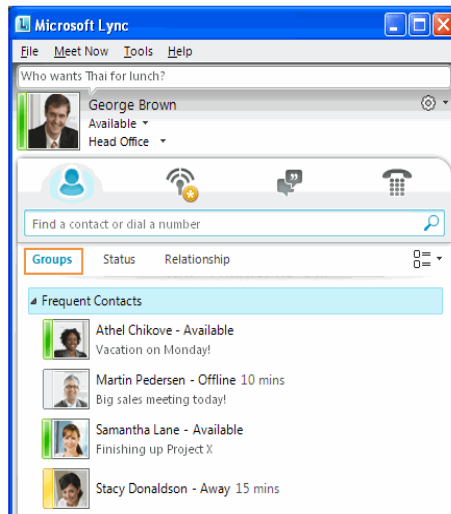 Microsoft Lync
File Meet Now Tools Help
Who wants Thai for lunch?
George Brown
Available
Head Office
Find a contact or dial a number
Groups Status Relationship
Frequent Contacts
Athel Chikove - Available
Vacation on Monday!
Martin Pedersen - Offline 10 mins
Big sales meeting today!
Samantha Lane - Available
Finishing up Project X
Stacy Donaldson - Away 15 mins